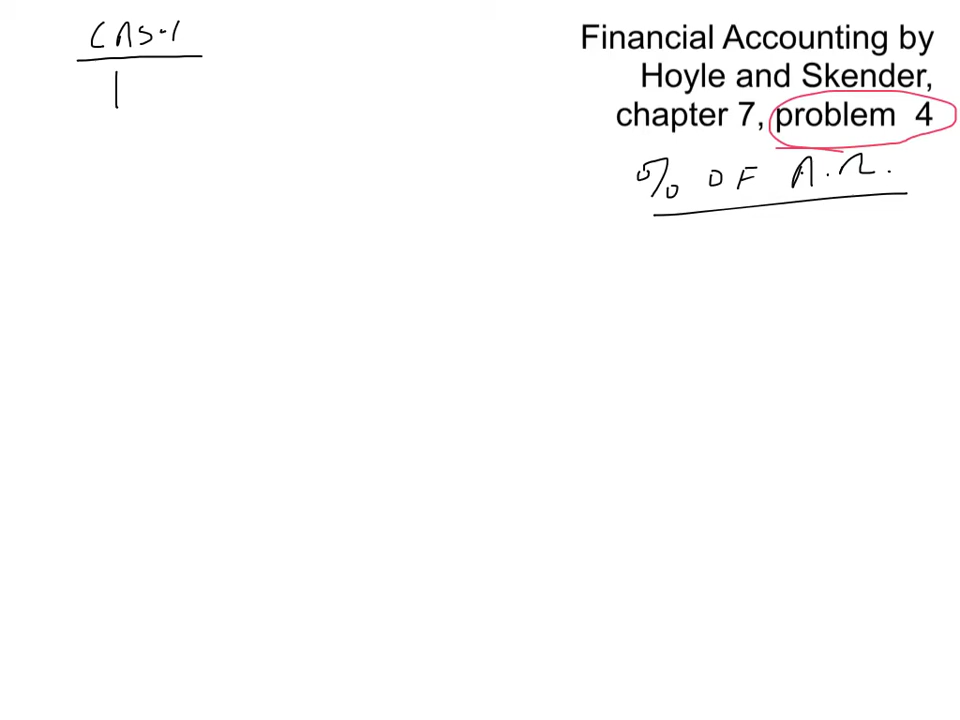 CASH
Financial Accounting by
Hoyle and Skender,
chapter 7, problem 4
% OF A.R.